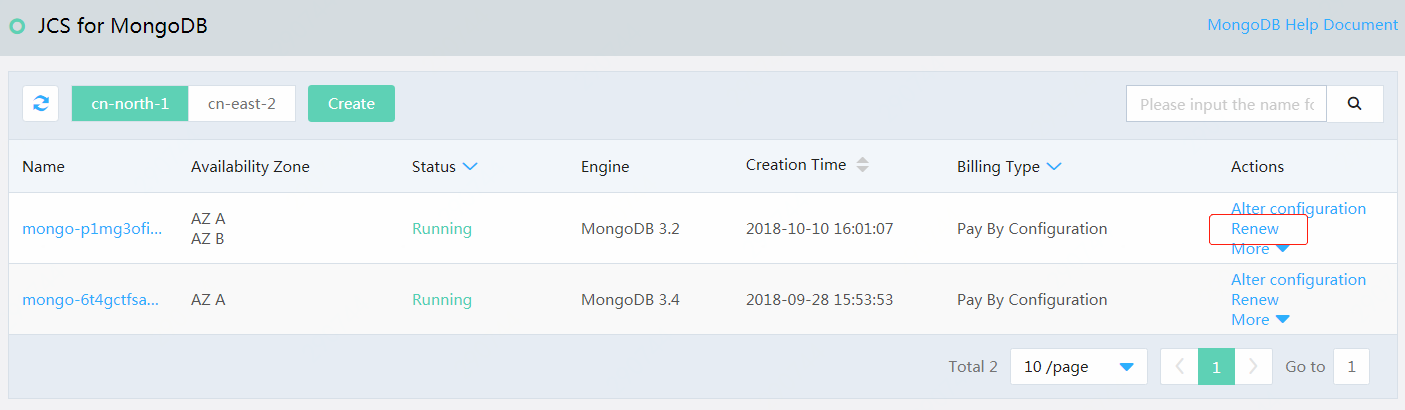 JCS for MongoDB
MongoDB Help Document
cn-north-1
cn-east-2
Create
Please input the name fo
Name
Availability Zone
Status
Engine
Creation Time
Billing Type
Actions
mongo-p1mg3ofi...
AZ A
AZ B
Running
MongoDB 3.2
2018-10-10 16:01:07
Pay By Configuration
Alter configuration
Renew
More
mongo-6t4gctfsa...
AZ A
Running
MongoDB 3.4
2018-09-28 15:53:53
Pay By Configuration
Alter configuration
Renew
More
Total 2
10 /page
1
Go to
1